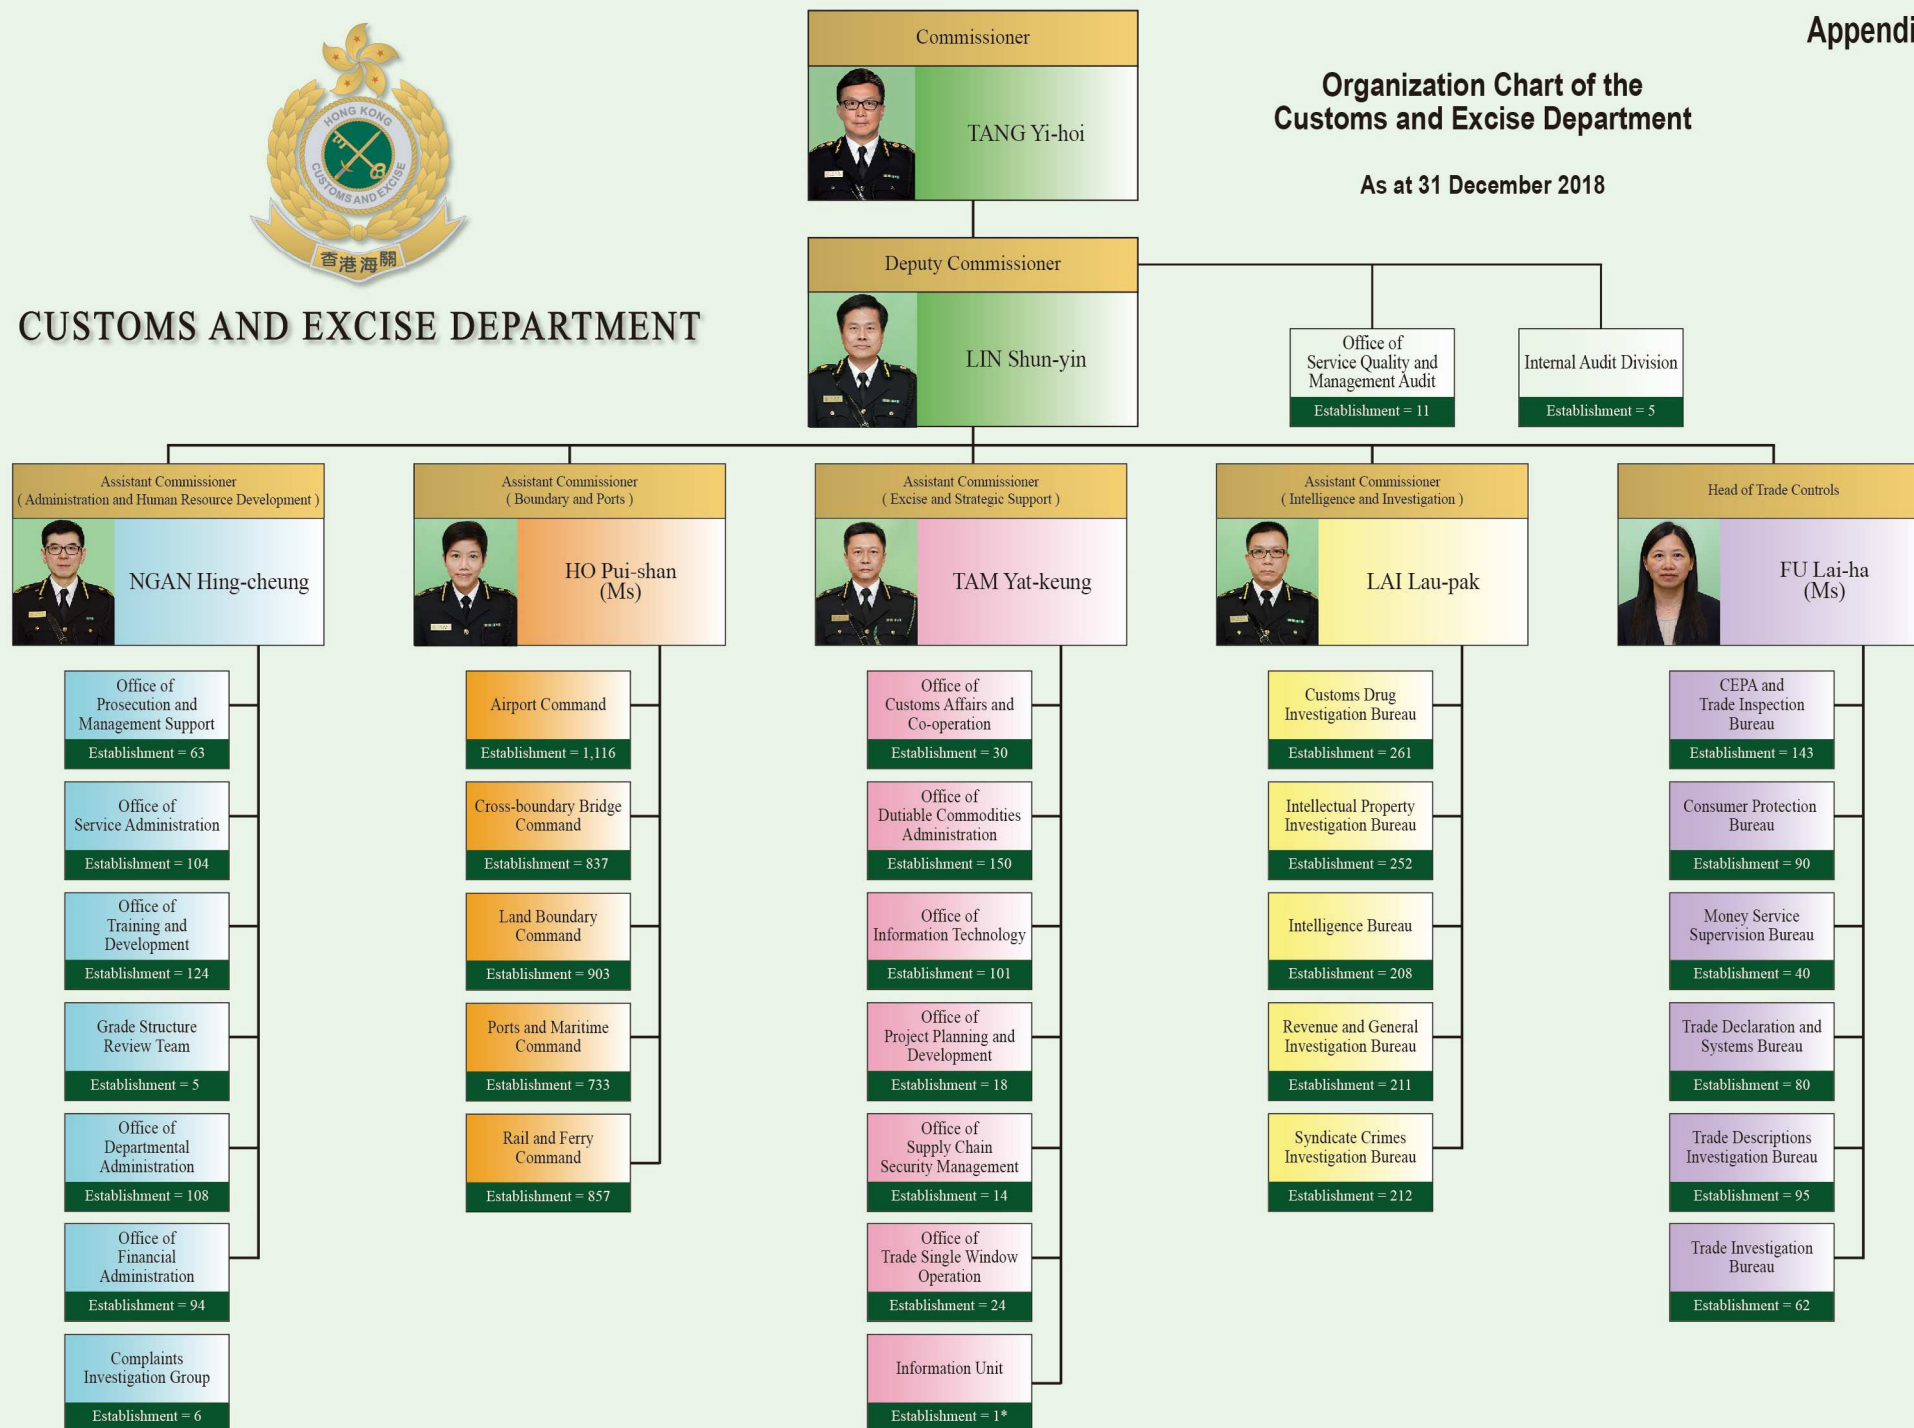 Appendi
HONG KONG
CUSTOMS AND EXCISE
香港海關
CUSTOMS AND EXCISE DEPARTMENT
Organization Chart of the
Customs and Excise Department
As at 31 December 2018
Commissioner
TANG Yi-hoi
Deputy Commissioner
LIN Shun-yin
Office of
Service Quality and
Management Audit
Establishment = 11
Internal Audit Division
Establishment = 5
Assistant Commissioner
( Administration and Human Resource Development )
NGAN Hing-cheung
Office of
Prosecution and
Management Support
Establishment = 63
Office of
Service Administration
Establishment = 104
Office of
Training and
Development
Establishment = 124
Grade Structure
Review Team
Establishment = 5
Office of
Departmental
Administration
Establishment = 108
Office of
Financial
Administration
Establishment = 94
Complaints
Investigation Group
Establishment = 6
Assistant Commissioner
( Boundary and Ports )
HO Pui-shan
(Ms)
Airport Command
Establishment = 1,116
Cross-boundary Bridge
Command
Establishment = 837
Land Boundary
Command
Establishment = 903
Ports and Maritime
Command
Establishment = 733
Rail and Ferry
Command
Establishment = 857
Assistant Commissioner
( Excise and Strategic Support )
TAM Yat-keung
Office of
Customs Affairs and
Co-operation
Establishment = 30
Office of
Dutiable Commodities
Administration
Establishment = 150
Office of
Information Technology
Establishment = 101
Office of
Project Planning and
Development
Establishment = 18
Office of
Supply Chain
Security Management
Establishment = 14
Office of
Trade Single Window
Operation
Establishment = 24
Information Unit
Establishment = 1*
Assistant Commissioner
( Intelligence and Investigation )
LAI Lau-pak
Customs Drug
Investigation Bureau
Establishment = 261
Intellectual Property
Investigation Bureau
Establishment = 252
Intelligence Bureau
Establishment = 208
Revenue and General
Investigation Bureau
Establishment = 211
Syndicate Crimes
Investigation Bureau
Establishment = 212
Head of Trade Controls
FU Lai-ha
(Ms)
CEPA and
Trade Inspection
Bureau
Establishment = 143
Consumer Protection
Bureau
Establishment = 90
Money Service
Supervision Bureau
Establishment = 40
Trade Declaration and
Systems Bureau
Establishment = 80
Trade Descriptions
Investigation Bureau
Establishment = 95
Trade Investigation
Bureau
Establishment = 62